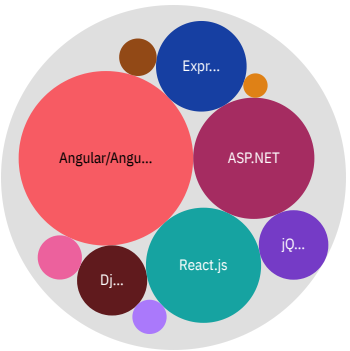 Expr...
Angular/Angu...
ASP.NET
jQ...
React.js
Dj...